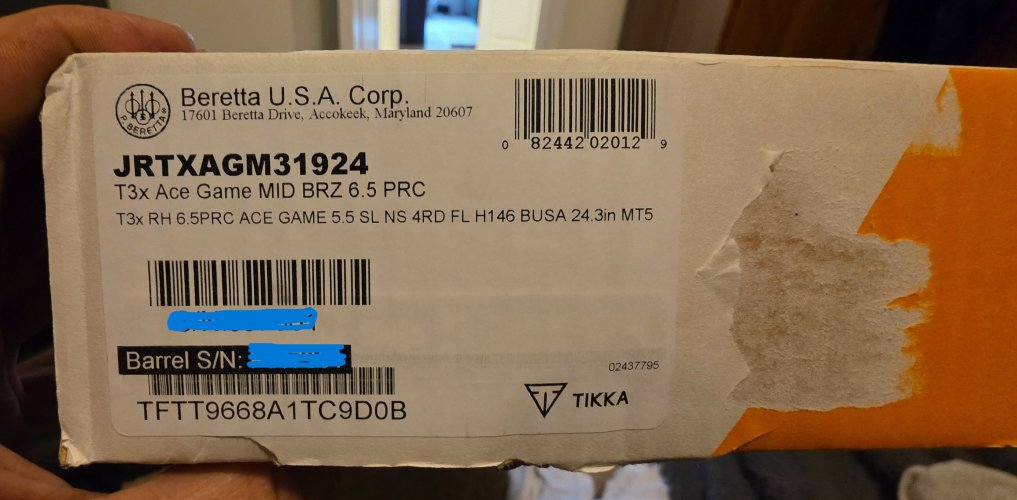 Beretta U.S.A. Corp.
17601 Beretta Drive, Accokeek, Maryland 20607
P. BERETTA
0 82442 02012 9
JRTXAGM31924
T3x Ace Game MID BRZ 6.5 PRC
T3x RH 6.5PRC ACE GAME 5.5 SL NS 4RD FL H146 BUSA 24.3in MT5
Barrel S/N:
02437795
TFTT9668A1TC9D0B
TIKKA